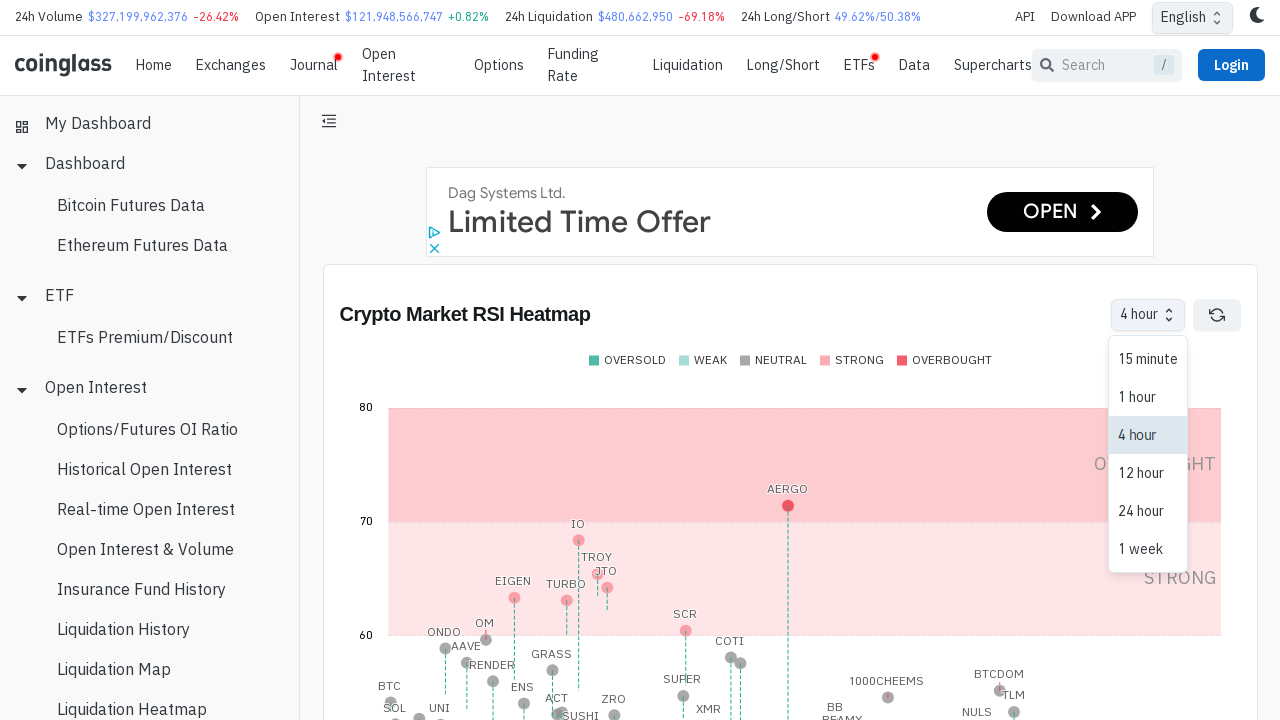 24h Volume $327,199,962,376 -26.42% Open Interest $121,948,566,747 +0.82% 24h Liquidation $480,662,950 -69.18% 24h Long/Short 49.62%/50.38% API Download APP English
coinglass Home Exchanges Journal Open Interest Options Funding Rate Liquidation Long/Short ETFs Data Supercharts Search / Login
My Dashboard
Dashboard
Bitcoin Futures Data
Ethereum Futures Data
ETF
ETFs Premium/Discount
Open Interest
Options/Futures OI Ratio
Historical Open Interest
Real-time Open Interest
Open Interest & Volume
Insurance Fund History
Liquidation History
Liquidation Map
Liquidation Heatmap
Dag Systems Ltd.
Limited Time Offer
OPEN
Crypto Market RSI Heatmap
4 hour
15 minute
1 hour
4 hour
12 hour
24 hour
1 week
OVERSOLD WEAK NEUTRAL STRONG OVERBOUGHT
80
70
60
STRONG
AERGO
IO
TROY
JTO
EIGEN
TURBO
SCR
OM
ONDO
AAVE
COTI
GRASS
RENDER
BTCDOM
SUPER
1000CHEEMS
BTC
ENS
TLM
ACT
ZRO
SOL
UNI
XMR
BB
NULS
SUSHI